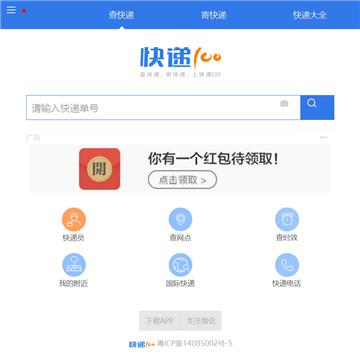 查快递 寄快递 快递大全
快递100
查快递，寄快递，上快递100
请输入快递单号
广告
開 你有一个红包待领取！
点击领取 >
快递员 查网点 查时效
我的附近 国际快递 快递电话
下载APP 关注微信
快递100 粤ICP备14085002号-5